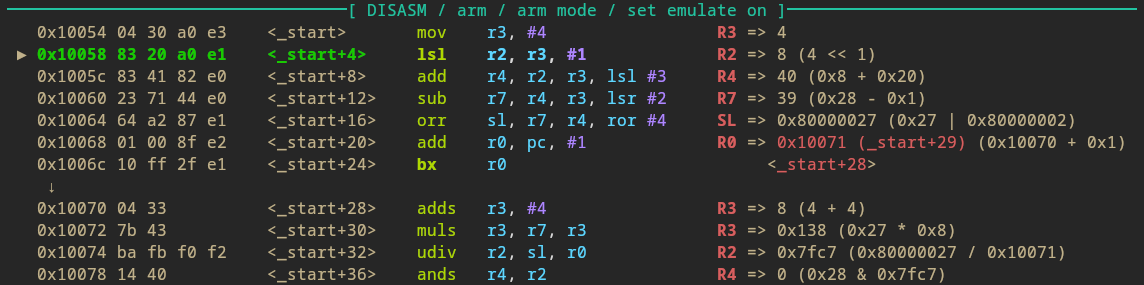 [ DISASM / arm / arm mode / set emulate on ]
0x10054 04 30 a0 e3 <_start> mov r3, #4 R3 => 4
► 0x10058 83 20 a0 e1 <_start+4> lsl r2, r3, #1 R2 => 8 (4 << 1)
0x1005c 83 41 82 e0 <_start+8> add r4, r2, r3, lsl #3 R4 => 40 (0x8 + 0x20)
0x10060 23 71 44 e0 <_start+12> sub r7, r4, r3, lsr #2 R7 => 39 (0x28 - 0x1)
0x10064 64 a2 87 e1 <_start+16> orr sl, r7, r4, ror #4 SL => 0x80000027 (0x27 | 0x80000002)
0x10068 01 00 8f e2 <_start+20> add r0, pc, #1 R0 => 0x10071 (_start+29) (0x10070 + 0x1)
0x1006c 10 ff 2f e1 <_start+24> bx r0 <_start+28>
↓
0x10070 04 33 <_start+28> adds r3, #4 R3 => 8 (4 + 4)
0x10072 7b 43 <_start+30> muls r3, r7, r3 R3 => 0x138 (0x27 * 0x8)
0x10074 ba fb f0 f2 <_start+32> udiv r2, sl, r0 R2 => 0x7fc7 (0x80000027 / 0x10071)
0x10078 14 40 <_start+36> ands r4, r2 R4 => 0 (0x28 & 0x7fc7)